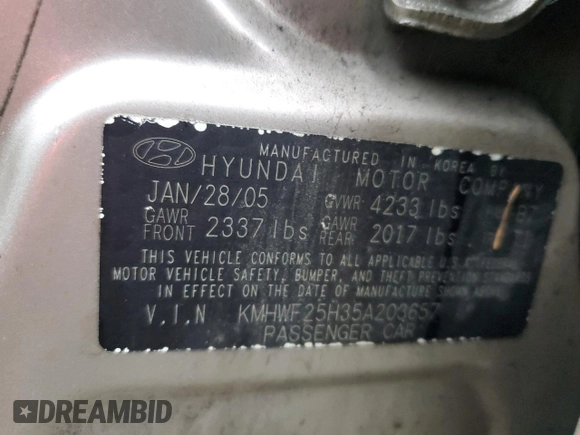 MANUFACTURED IN KOREA BY
HYUNDAI MOTOR COMPANY
JAN/28/05 GVWR 4233 lbs
GAWR FRONT 2337 lbs GAWR REAR 2017 lbs
THIS VEHICLE CONFORMS TO ALL APPLICABLE U.S.A FEDERAL
MOTOR VEHICLE SAFETY, BUMPER, AND THEFT PREVENTION STANDARDS
IN EFFECT ON THE DATE OF MANUFACTURE SHOWN ABOVE
V.I.N KMHWF25H35A203657
PASSENGER CAR
DREAMBID